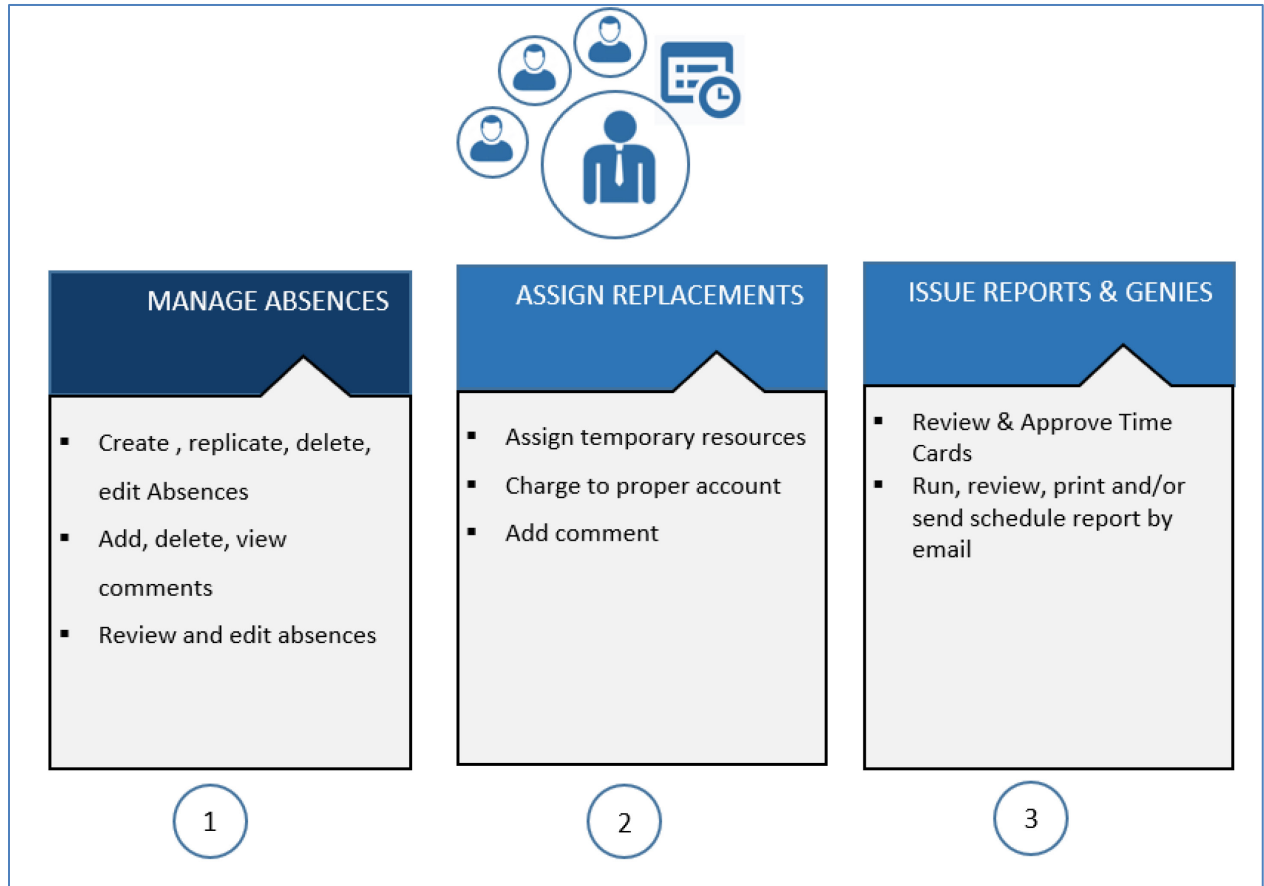 MANAGE ABSENCES
▪ Create , replicate, delete,
edit Absences
▪ Add, delete, view
comments
▪ Review and edit absences
1
ASSIGN REPLACEMENTS
▪ Assign temporary resources
▪ Charge to proper account
▪ Add comment
2
ISSUE REPORTS & GENIES
▪ Review & Approve Time
Cards
▪ Run, review, print and/or
send schedule report by
email
3